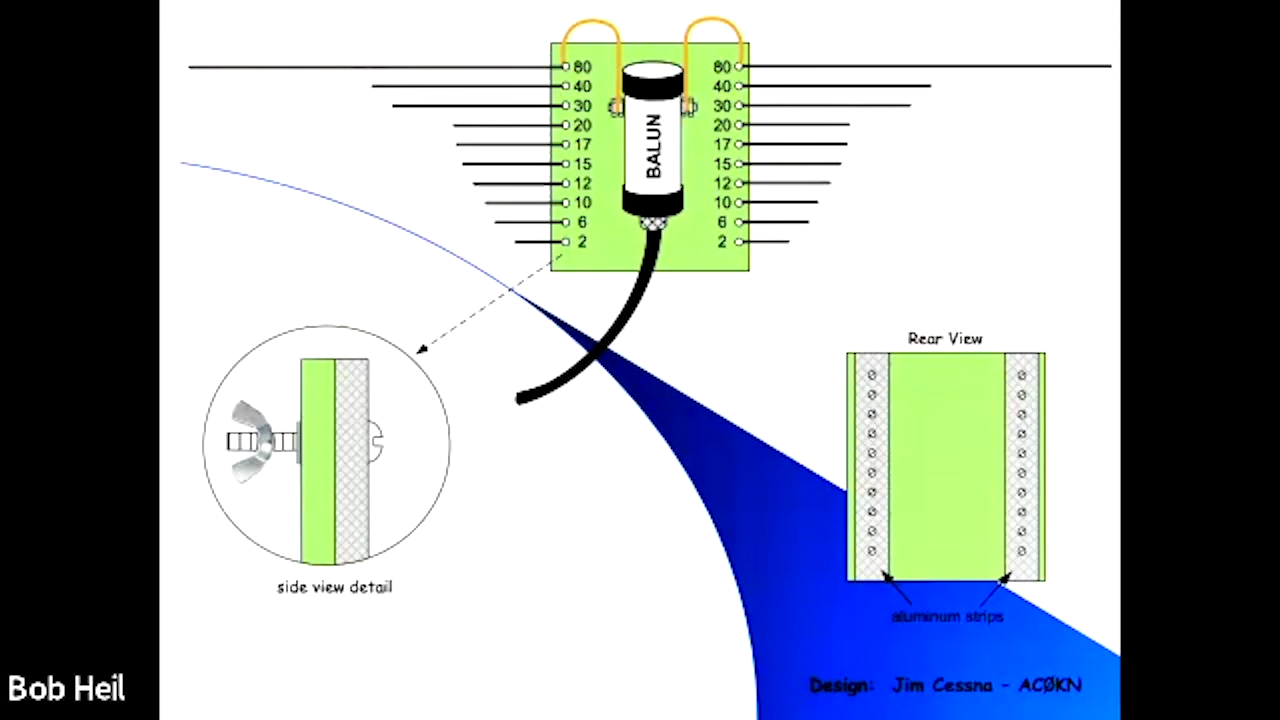 80 80
40 40
30 30
20 20
17 17
15 15
12 12
10 10
6 6
2 2
BALUN
Rear View
side view detail
aluminum strips
Design: Jim Cessna - ACØKN
Bob Heil